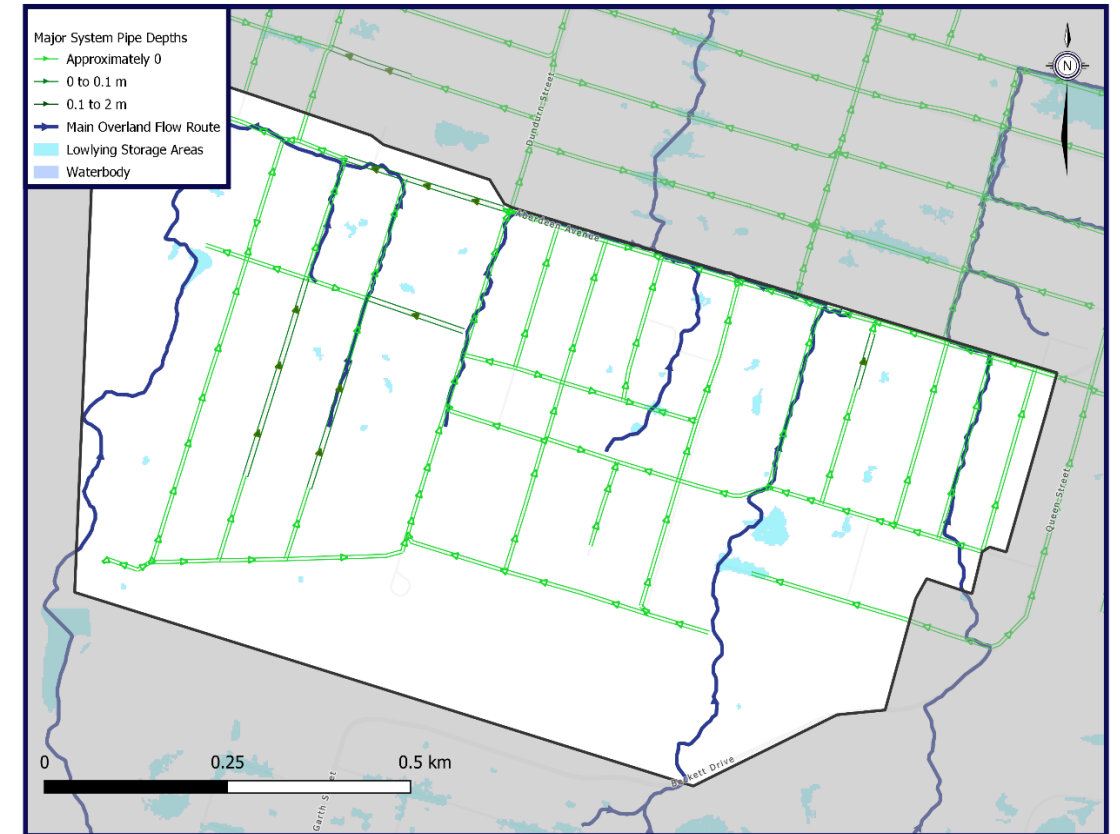 Major System Pipe Depths
Approximately 0
0 to 0.1 m
0.1 to 2 m
Main Overland Flow Route
Lowlying Storage Areas
Waterbody
N
Dundurn Street
Aberdeen Avenue
Queen Street
Beckett Drive
Garth Street
0 0.25 0.5 km